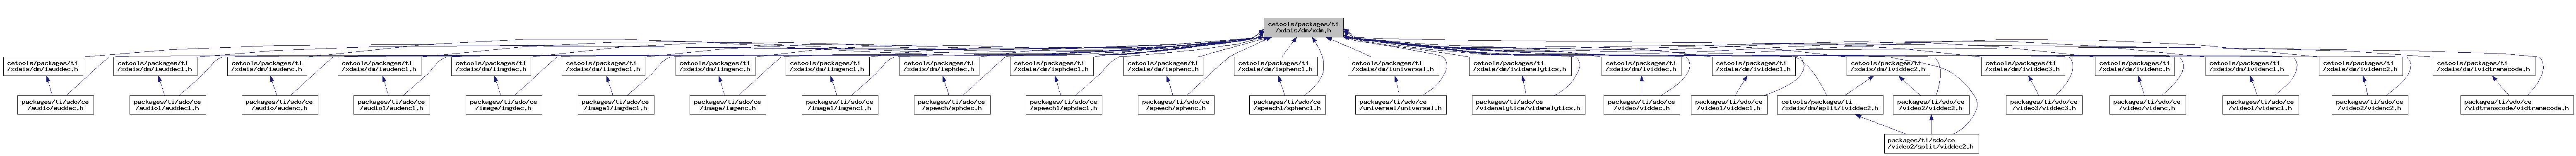 cetools/packages/ti
/xdais/dm/xdm.h
cetools/packages/ti
/xdais/dm/iauddec.h
cetools/packages/ti
/xdais/dm/iauddec1.h
cetools/packages/ti
/xdais/dm/iaudenc.h
cetools/packages/ti
/xdais/dm/iaudenc1.h
cetools/packages/ti
/xdais/dm/iimgdec.h
cetools/packages/ti
/xdais/dm/iimgdec1.h
cetools/packages/ti
/xdais/dm/iimgenc.h
cetools/packages/ti
/xdais/dm/iimgenc1.h
cetools/packages/ti
/xdais/dm/isphdec.h
cetools/packages/ti
/xdais/dm/isphdec1.h
cetools/packages/ti
/xdais/dm/isphenc.h
cetools/packages/ti
/xdais/dm/isphenc1.h
cetools/packages/ti
/xdais/dm/iuniversal.h
cetools/packages/ti
/xdais/dm/ividanalytics.h
cetools/packages/ti
/xdais/dm/ividdec.h
cetools/packages/ti
/xdais/dm/ividdec1.h
cetools/packages/ti
/xdais/dm/ividdec2.h
cetools/packages/ti
/xdais/dm/ividdec3.h
cetools/packages/ti
/xdais/dm/ividenc.h
cetools/packages/ti
/xdais/dm/ividenc1.h
cetools/packages/ti
/xdais/dm/ividenc2.h
cetools/packages/ti
/xdais/dm/ividtranscode.h
packages/ti/sdo/ce
/audio/auddec.h
packages/ti/sdo/ce
/audio1/auddec1.h
packages/ti/sdo/ce
/audio/audenc.h
packages/ti/sdo/ce
/audio1/audenc1.h
packages/ti/sdo/ce
/image/imgdec.h
packages/ti/sdo/ce
/image1/imgdec1.h
packages/ti/sdo/ce
/image/imgenc.h
packages/ti/sdo/ce
/image1/imgenc1.h
packages/ti/sdo/ce
/speech/sphdec.h
packages/ti/sdo/ce
/speech1/sphdec1.h
packages/ti/sdo/ce
/speech/sphenc.h
packages/ti/sdo/ce
/speech1/sphenc1.h
packages/ti/sdo/ce
/universal/universal.h
packages/ti/sdo/ce
/vidanalytics/vidanalytics.h
packages/ti/sdo/ce
/video/viddec.h
packages/ti/sdo/ce
/video1/viddec1.h
cetools/packages/ti
/xdais/dm/split/ividdec2.h
packages/ti/sdo/ce
/video2/viddec2.h
packages/ti/sdo/ce
/video3/viddec3.h
packages/ti/sdo/ce
/video/videnc.h
packages/ti/sdo/ce
/video1/videnc1.h
packages/ti/sdo/ce
/video2/videnc2.h
packages/ti/sdo/ce
/vidtranscode/vidtranscode.h
packages/ti/sdo/ce
/video2/split/viddec2.h